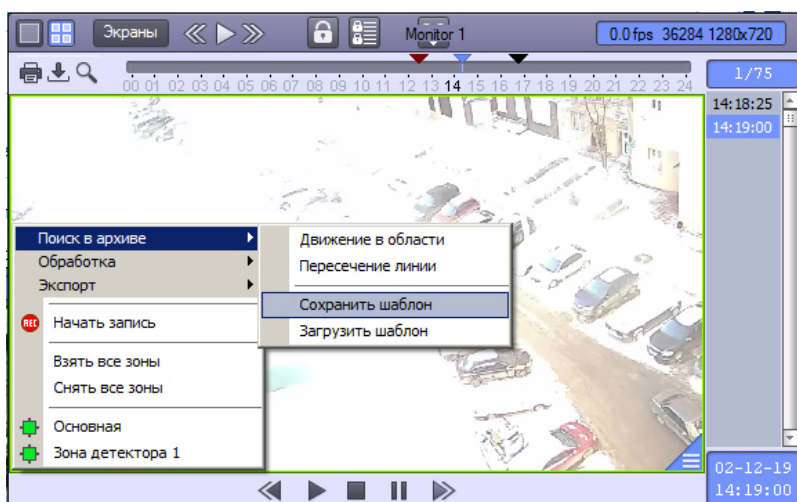 Экраны
Monitor 1
0.0 fps 36284 1280x720
00 01 02 03 04 05 06 07 08 09 10 11 12 13 14 15 16 17 18 19 20 21 22 23 24
1/75
14:18:25
14:19:00
Поиск в архиве
Обработка
Экспорт
REC Начать запись
Взять все зоны
Снять все зоны
Основная
Зона детектора 1
Движение в области
Пересечение линии
Сохранить шаблон
Загрузить шаблон
02-12-19
14:19:00